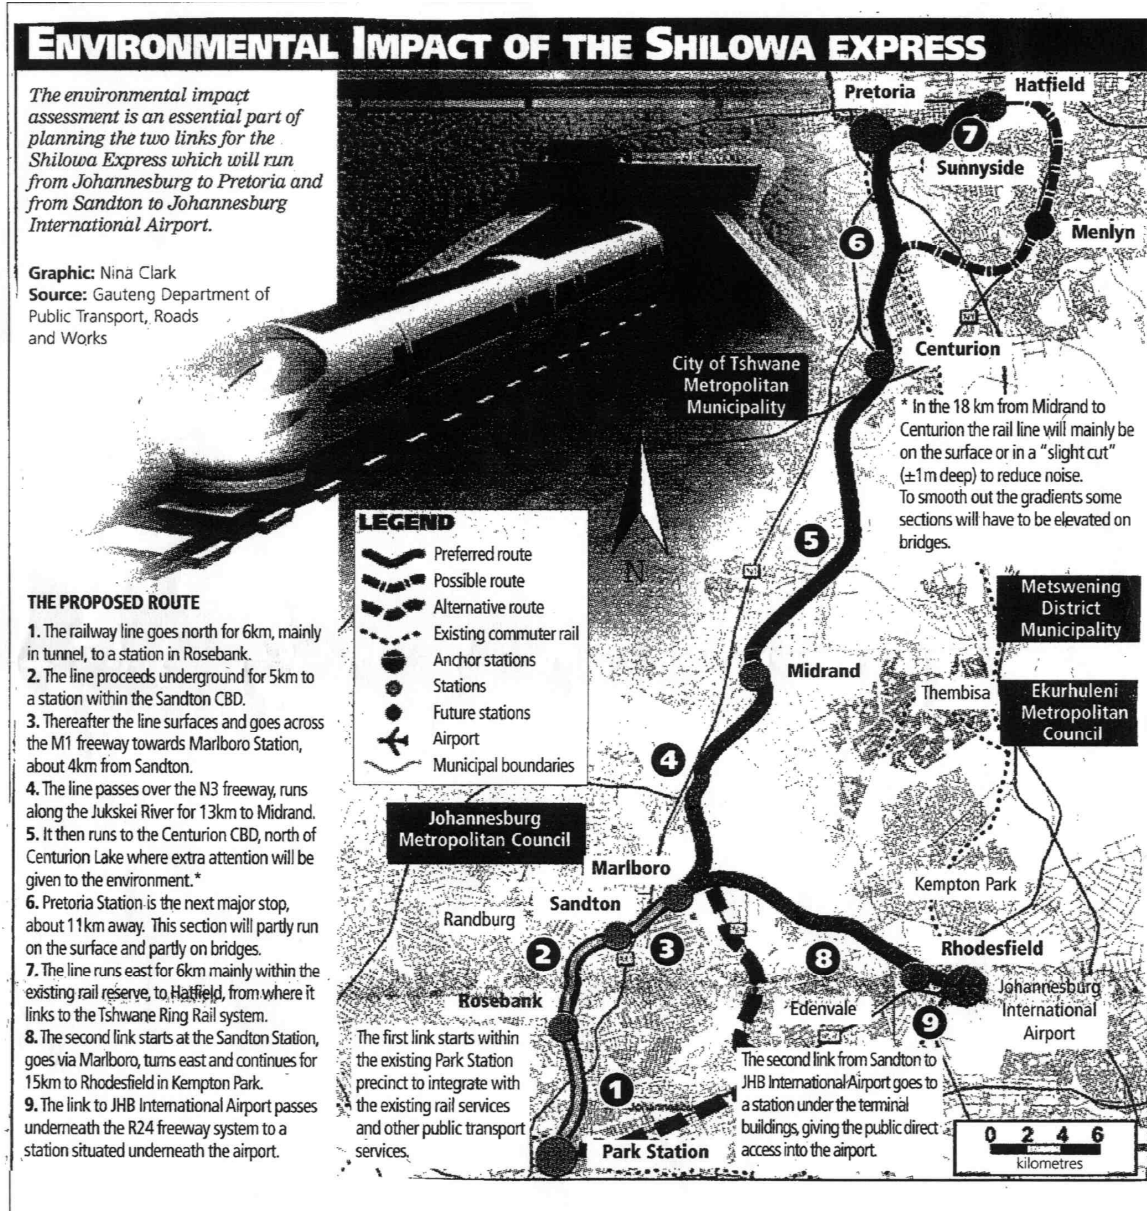 ENVIRONMENTAL IMPACT OF THE SHILOWA EXPRESS
The environmental impact
assessment is an essential part of
planning the two links for the
Shilowa Express which will run
from Johannesburg to Pretoria and
from Sandton to Johannesburg
International Airport.
Graphic: Nina Clark
Source: Gauteng Department of
Public Transport, Roads
and Works
THE PROPOSED ROUTE
1. The railway line goes north for 6km, mainly
in tunnel, to a station in Rosebank.
2. The line proceeds underground for 5km to
a station within the Sandton CBD.
3. Thereafter the line surfaces and goes across
the M1 freeway towards Marlboro Station,
about 4km from Sandton.
4. The line passes over the N3 freeway, runs
along the Jukskei River for 13km to Midrand.
5. It then runs to the Centurion CBD, north of
Centurion Lake where extra attention will be
given to the environment.*
6. Pretoria Station is the next major stop,
about 11km away. This section will partly run
on the surface and partly on bridges.
7. The line runs east for 6km mainly within the
existing rail reserve, to Hatfield, from where it
links to the Tshwane Ring Rail system.
8. The second link starts at the Sandton Station,
goes via Marlboro, turns east and continues for
15km to Rhodesfield in Kempton Park.
9. The link to JHB International Airport passes
underneath the R24 freeway system to a
station situated underneath the airport.
LEGEND
Preferred route
Possible route
Alternative route
Existing commuter rail
Anchor stations
Stations
Future stations
Airport
Municipal boundaries
N
Pretoria
Hatfield
7
Sunnyside
Menlyn
6
Centurion
City of Tshwane
Metropolitan
Municipality
* In the 18 km from Midrand to
Centurion the rail line will mainly be
on the surface or in a "slight cut"
(±1m deep) to reduce noise.
To smooth out the gradients some
sections will have to be elevated on
bridges.
5
Metswening
District
Municipality
Midrand
Thembisa
Ekurhuleni
Metropolitan
Council
4
Johannesburg
Metropolitan Council
Marlboro
Kempton Park
Randburg
Sandton
2
3
8
Rhodesfield
Rosebank
Edenvale
9
Johannesburg
International
Airport
The first link starts within
the existing Park Station
precinct to integrate with
the existing rail services
and other public transport
services.
1
Park Station
The second link from Sandton to
JHB International Airport goes to
a station under the terminal
buildings, giving the public direct
access into the airport.
0 2 4 6
kilometres